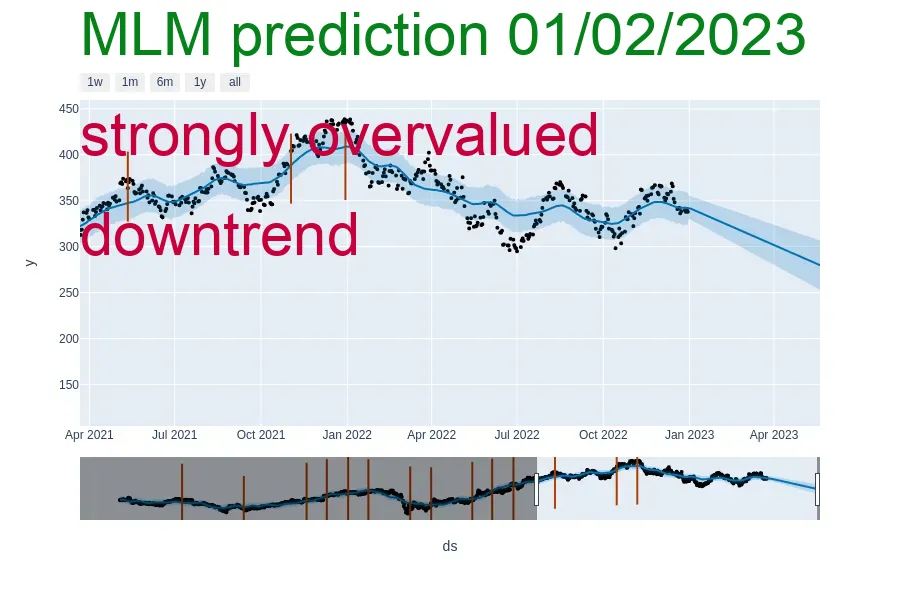 MLM prediction 01/02/2023
1w 1m 6m 1y all
strongly overvalued
downtrend
450
400
350
300
250
200
150
y
Apr 2021 Jul 2021 Oct 2021 Jan 2022 Apr 2022 Jul 2022 Oct 2022 Jan 2023 Apr 2023
ds